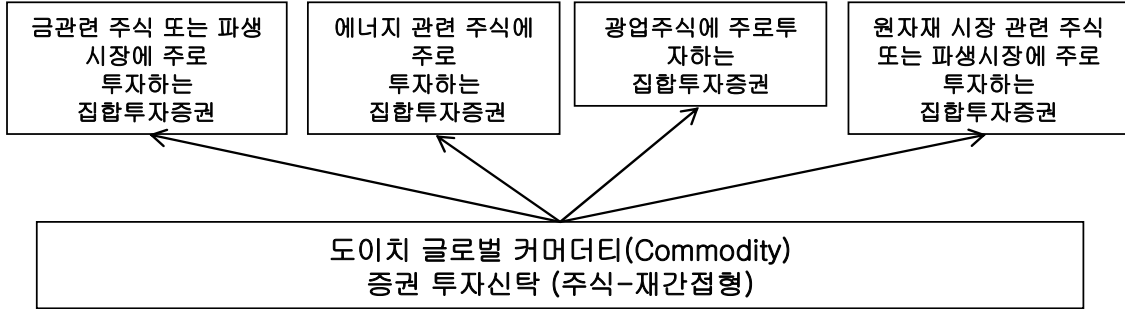 금관련 주식 또는 파생
시장에 주로
투자하는
집합투자증권
에너지 관련 주식에
주로
투자하는
집합투자증권
광업주식에 주로투
자하는
집합투자증권
원자재 시장 관련 주식
또는 파생시장에 주로
투자하는
집합투자증권
도이치 글로벌 커머더티(Commodity)
증권 투자신탁 (주식-재간접형)